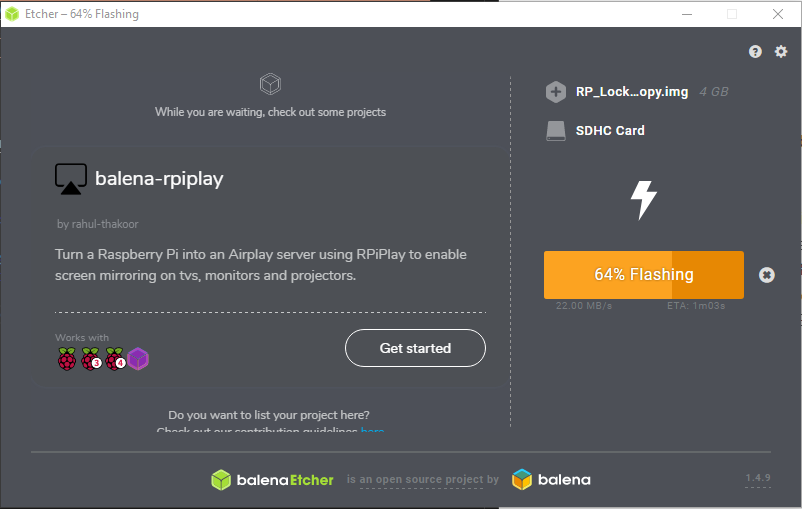 Etcher – 64% Flashing
While you are waiting, check out some projects
balena-rpiplay
by rahul-thakoor
Turn a Raspberry Pi into an Airplay server using RPiPlay to enable
screen mirroring on tvs, monitors and projectors.
Works with
3
4
Get started
Do you want to list your project here?
Check out our contribution guidelines here
RP_Lock...opy.img 4 GB
SDHC Card
64% Flashing
22.00 MB/s ETA: 1m03s
balenaEtcher is an open source project by balena
1.4.9